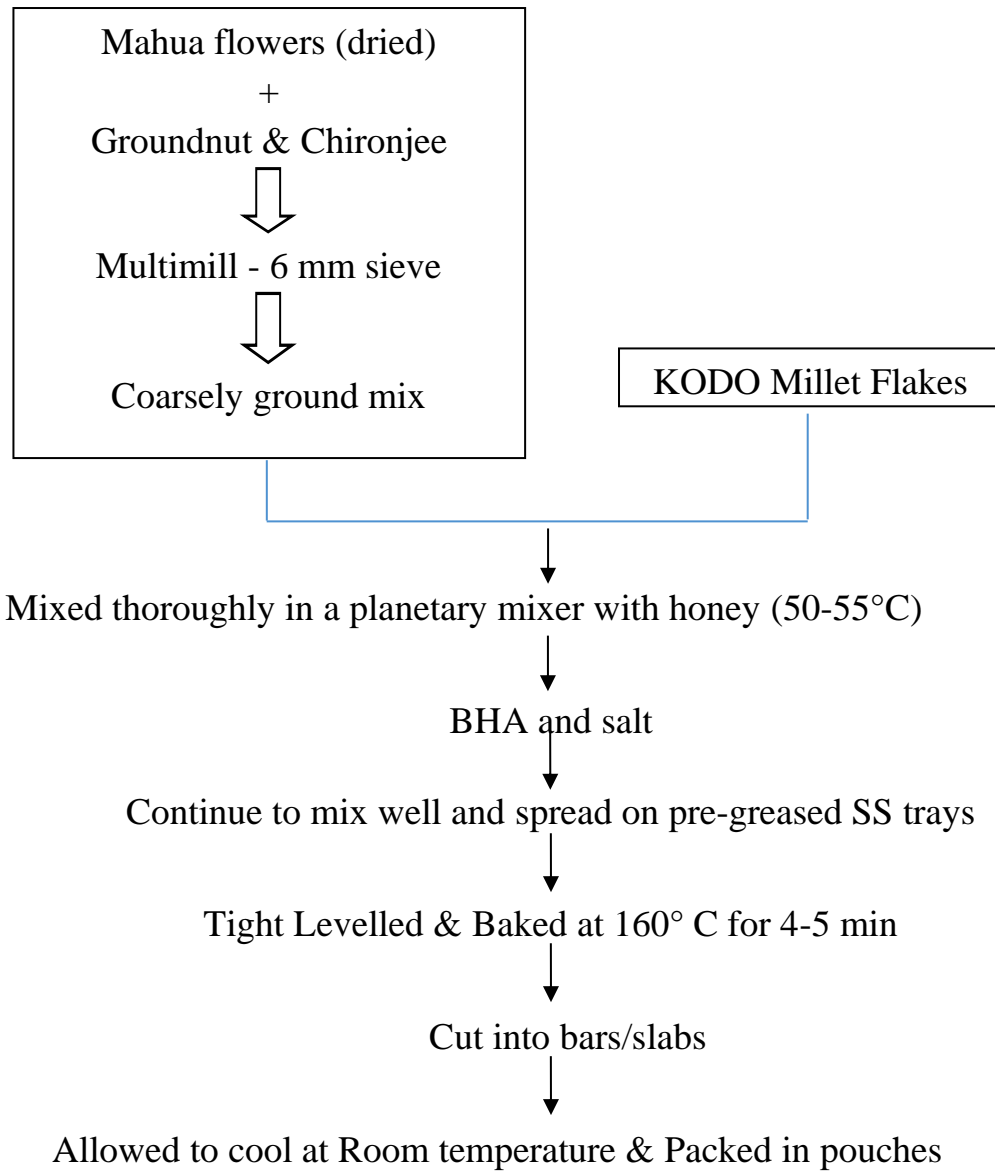 Mahua flowers (dried)
+
Groundnut & Chironjee
Multimill - 6 mm sieve
Coarsely ground mix
KODO Millet Flakes
Mixed thoroughly in a planetary mixer with honey (50-55°C)
BHA and salt
Continue to mix well and spread on pre-greased SS trays
Tight Levelled & Baked at 160° C for 4-5 min
Cut into bars/slabs
Allowed to cool at Room temperature & Packed in pouches